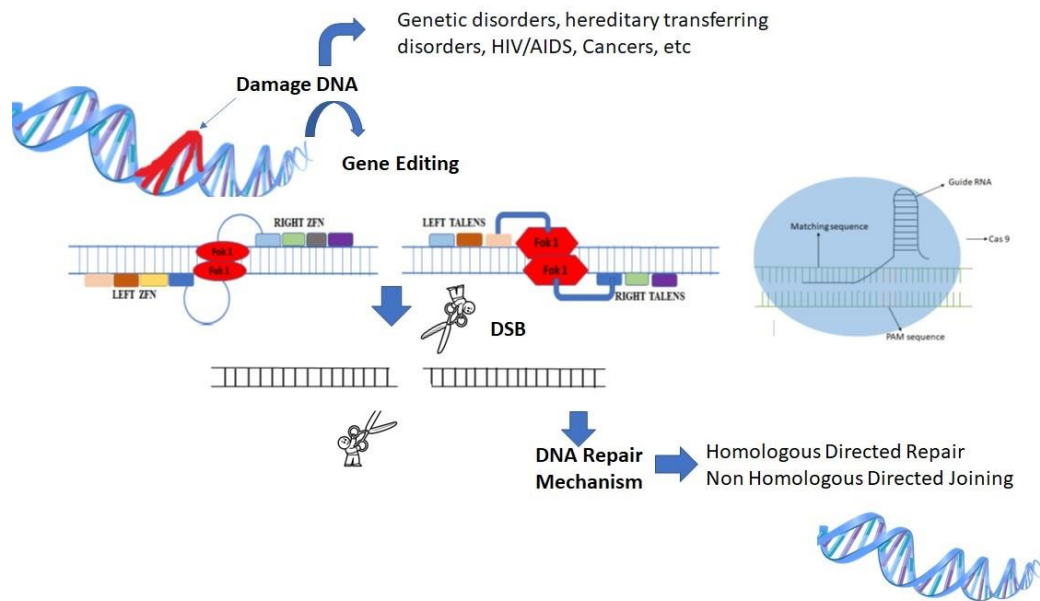 Genetic disorders, hereditary transferring
disorders, HIV/AIDS, Cancers, etc
Damage DNA
Gene Editing
RIGHT ZFN
Fok 1
Fok 1
LEFT ZFN
LEFT TALENS
Fok 1
Fok 1
RIGHT TALENS
Guide RNA
Matching sequence
Cas 9
PAM sequence
DSB
DNA Repair
Mechanism
Homologous Directed Repair
Non Homologous Directed Joining